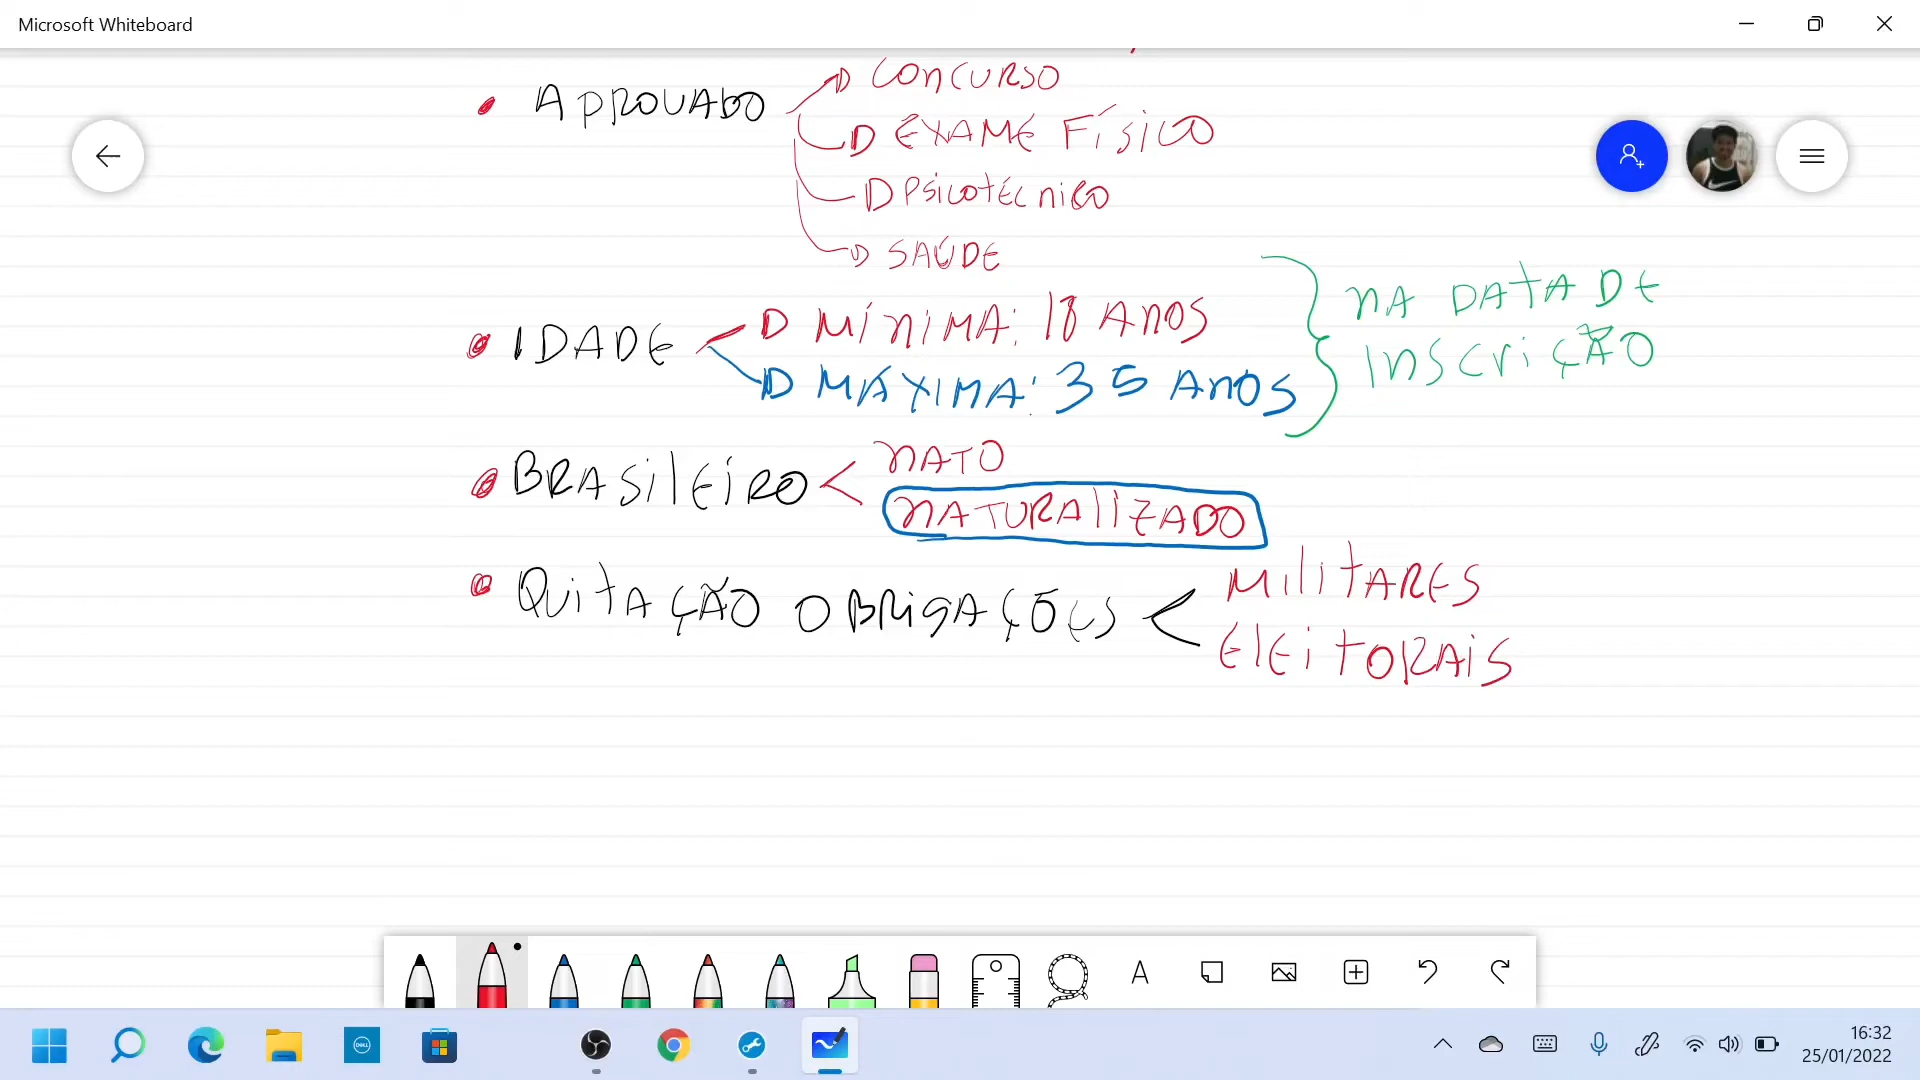 Microsoft Whiteboard
• APROVADO → CONCURSO
→ EXAME FÍSICO
→ PSICOTÉCNICO
→ SAÚDE
• IDADE < → MÍNIMA: 18 ANOS
→ MÁXIMA: 35 ANOS
} NA DATA DE
INSCRIÇÃO
• BRASILEIRO < NATO
NATURALIZADO
• QUITAÇÃO OBRIGAÇÕES < MILITARES
ELEITORAIS
A
DELL
16:32
25/01/2022